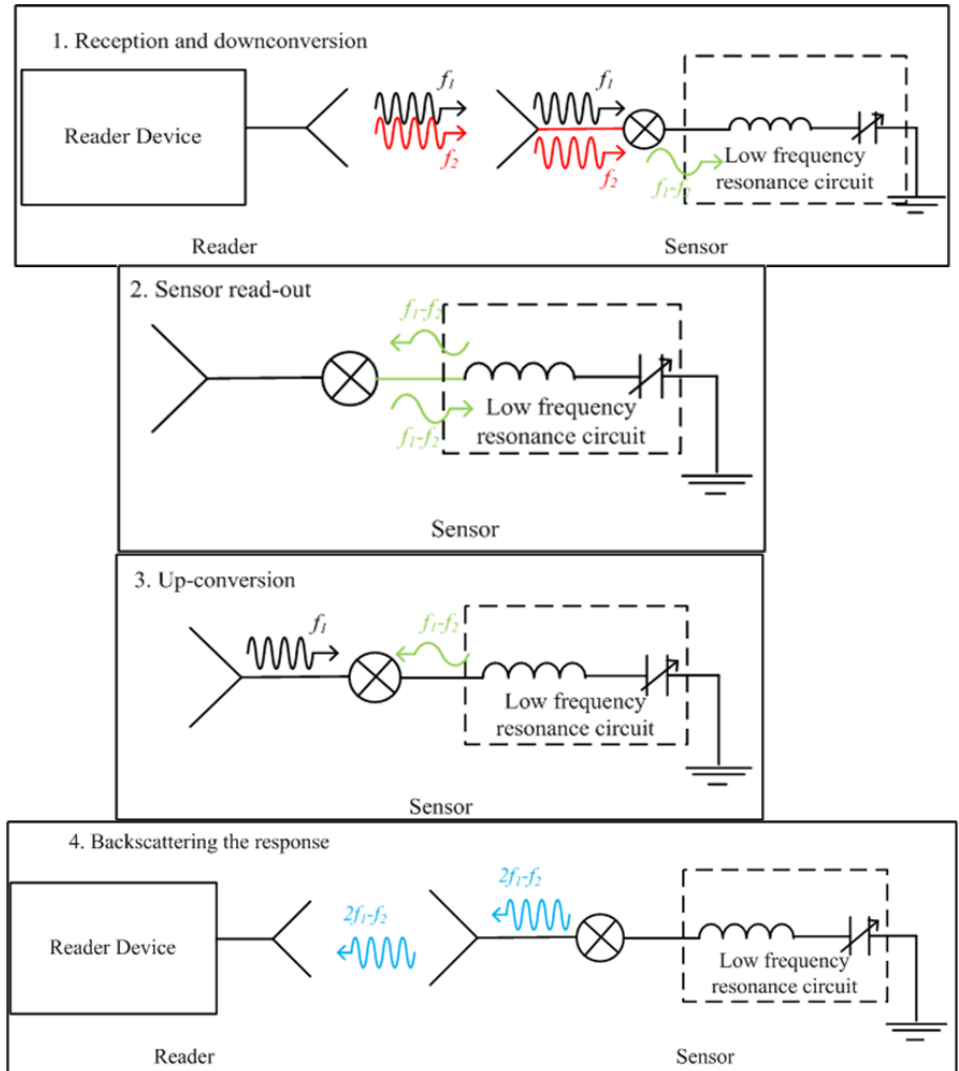 1. Reception and downconversion
Reader Device
f₁
f₂
f₁
f₂
f₁-f₂
Low frequency
resonance circuit
Reader
Sensor
2. Sensor read-out
f₁-f₂
f₁-f₂
Low frequency
resonance circuit
Sensor
3. Up-conversion
f₁
f₁-f₂
Low frequency
resonance circuit
Sensor
4. Backscattering the response
Reader Device
2f₁-f₂
2f₁-f₂
Low frequency
resonance circuit
Reader
Sensor